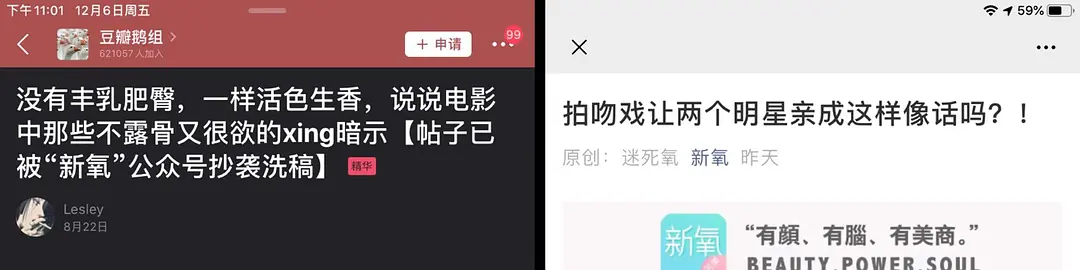 下午11:01 12月6日周五
豆瓣鹅组 >
621057 人加入
+ 申请
99
没有丰乳肥臀，一样活色生香，说说电影
中那些不露骨又很欲的xing暗示【帖子已
被“新氧”公众号抄袭洗稿】 精华
Lesley
8月22日
59%
拍吻戏让两个明星亲成这样像话吗？！
原创： 迷死氧 新氧 昨天
新氧
“有顔、有腦、有美商。”
BEAUTY.POWER.SOUL